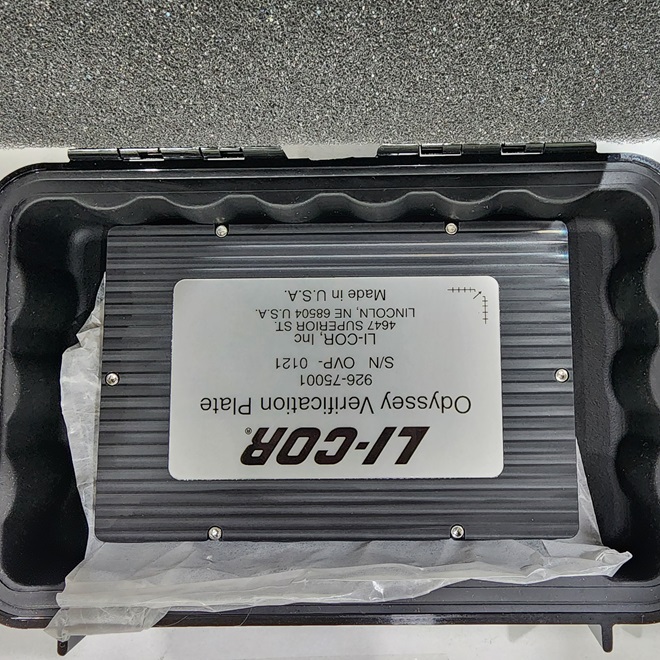 LI-COR®
Odyssey Verification Plate
926-75001
S/N OVP- 0121
LI-COR, Inc
4647 SUPERIOR ST.
LINCOLN, NE 68504 U.S.A.
Made in U.S.A.